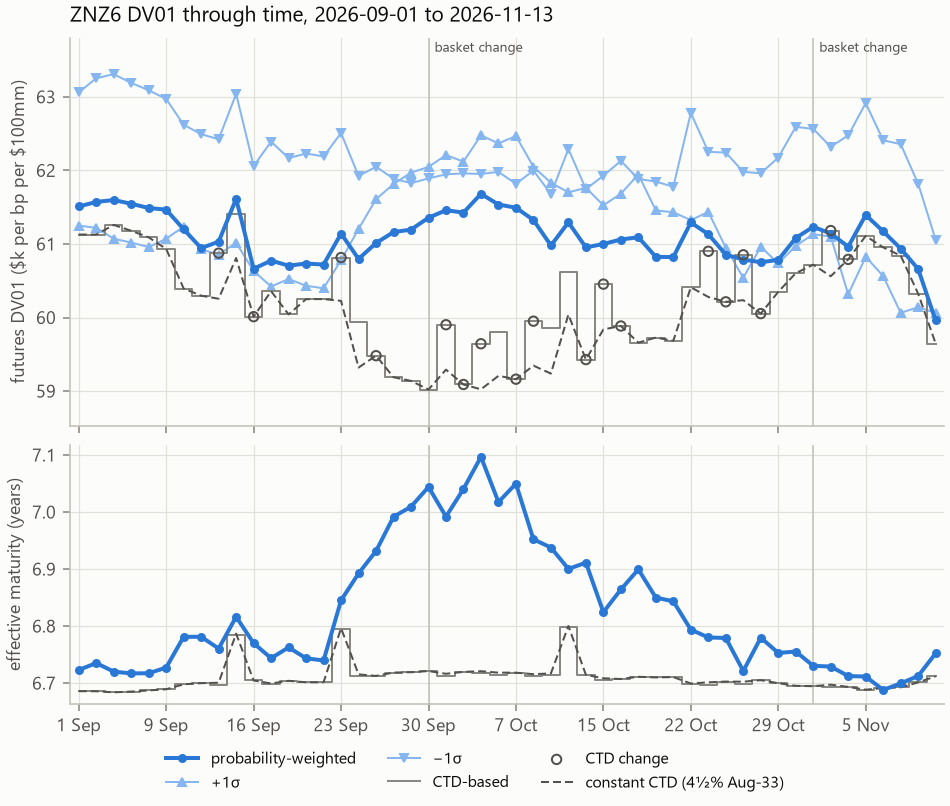 ZNZ6 DV01 through time, 2026-09-01 to 2026-11-13
basket change
basket change
futures DV01 ($k per bp per $100mm)
63
62
61
60
59
effective maturity (years)
7.1
7.0
6.9
6.8
6.7
1 Sep
9 Sep
16 Sep
23 Sep
30 Sep
7 Oct
15 Oct
22 Oct
29 Oct
5 Nov
probability-weighted
−1σ
CTD change
+1σ
CTD-based
constant CTD (4½% Aug-33)